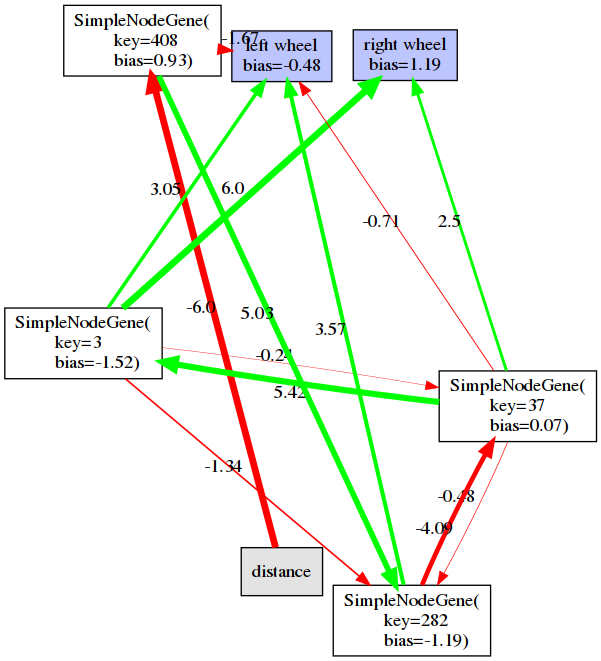 SimpleNodeGene(
key=408
bias=0.93)
-1.67
left wheel
bias=-0.48
right wheel
bias=1.19
3.05
6.0
-0.71
2.5
-6.0
5.03
3.57
SimpleNodeGene(
key=3
bias=-1.52)
-0.24
5.42
SimpleNodeGene(
key=37
bias=0.07)
-1.34
-0.48
-4.09
distance
SimpleNodeGene(
key=282
bias=-1.19)